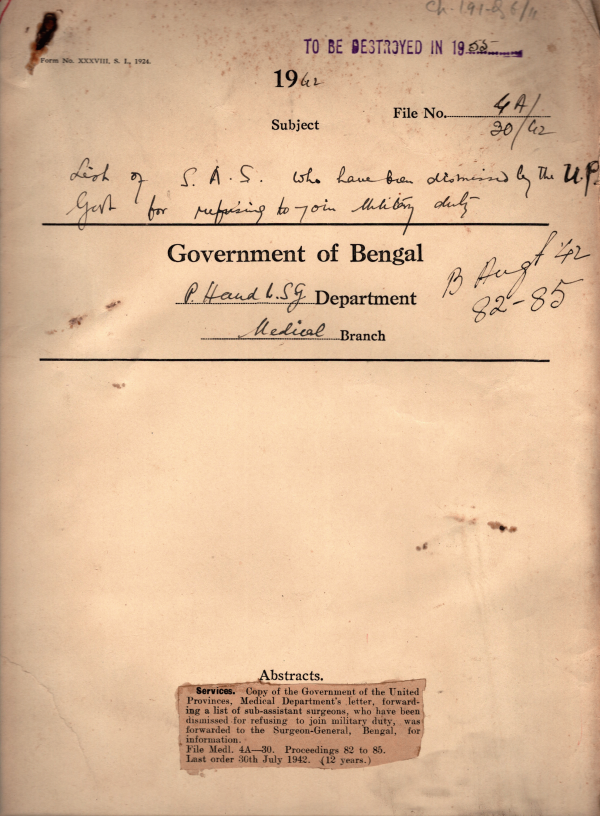 Ch. 191-B, 6/11
TO BE DESTROYED IN 1955
Form No. XXXVIII, S. I., 1924.
1942
File No. 4A/
30/42
Subject
List of S. A. S. who have been dismissed by the U.P.
Govt for refusing to join Military duty
Government of Bengal
P. H and L. S G Department
Medical Branch
B Augt '42
82-85
Abstracts.
Services. Copy of the Government of the United
Provinces, Medical Department's letter, forward-
ing a list of sub-assistant surgeons, who have been
dismissed for refusing to join military duty, was
forwarded to the Surgeon-General, Bengal, for
information.
File Medl. 4A—30. Proceedings 82 to 85.
Last order 30th July 1942. (12 years.)